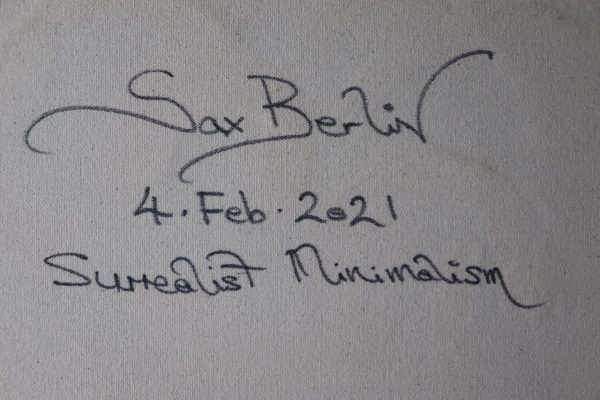 Sax Berlin
4. Feb. 2021
Surrealist Minimalism